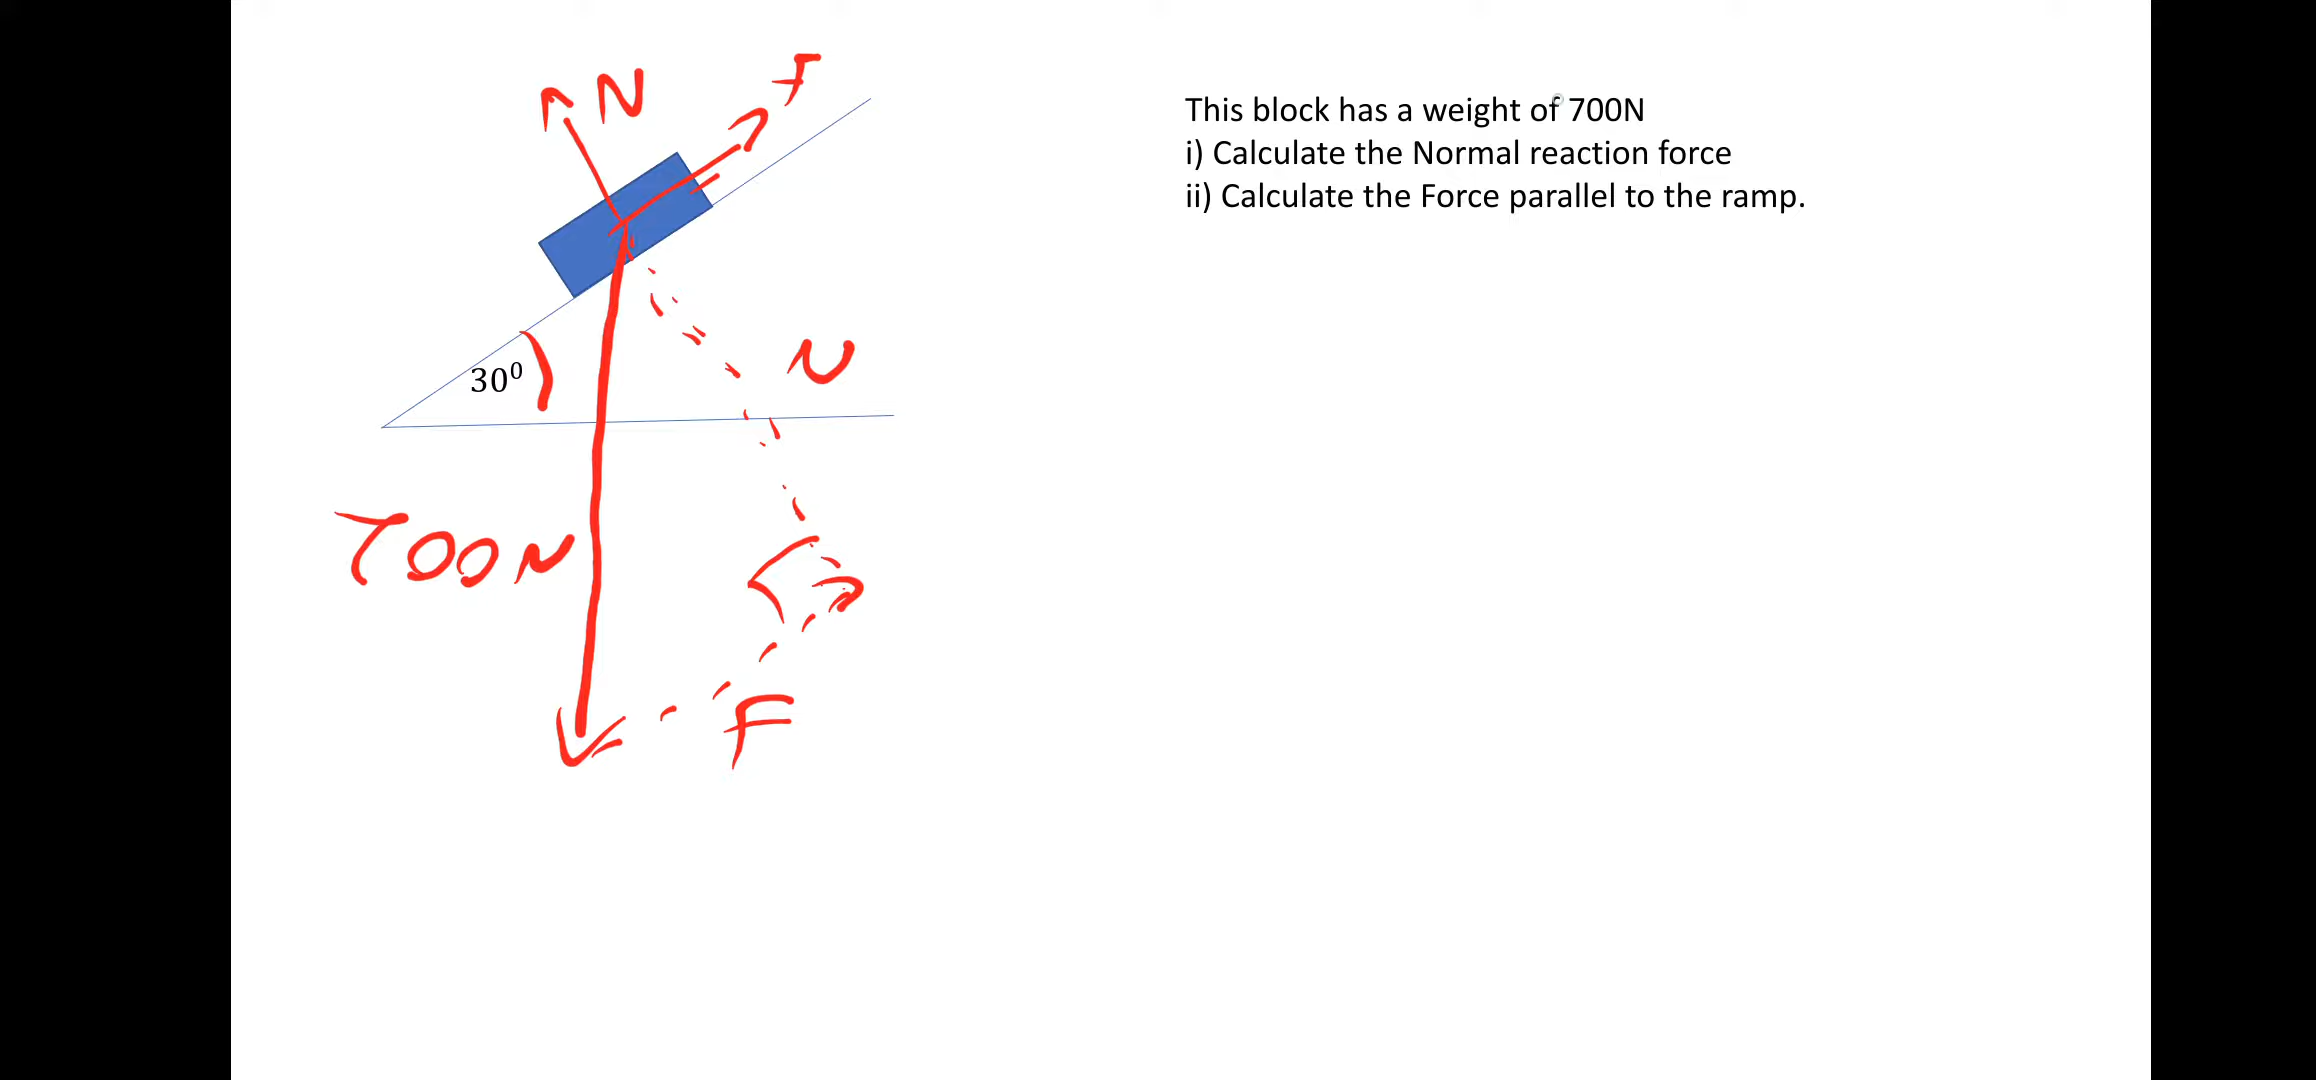 N F
This block has a weight of 700N
i) Calculate the Normal reaction force
ii) Calculate the Force parallel to the ramp.
N
30⁰
700N
F